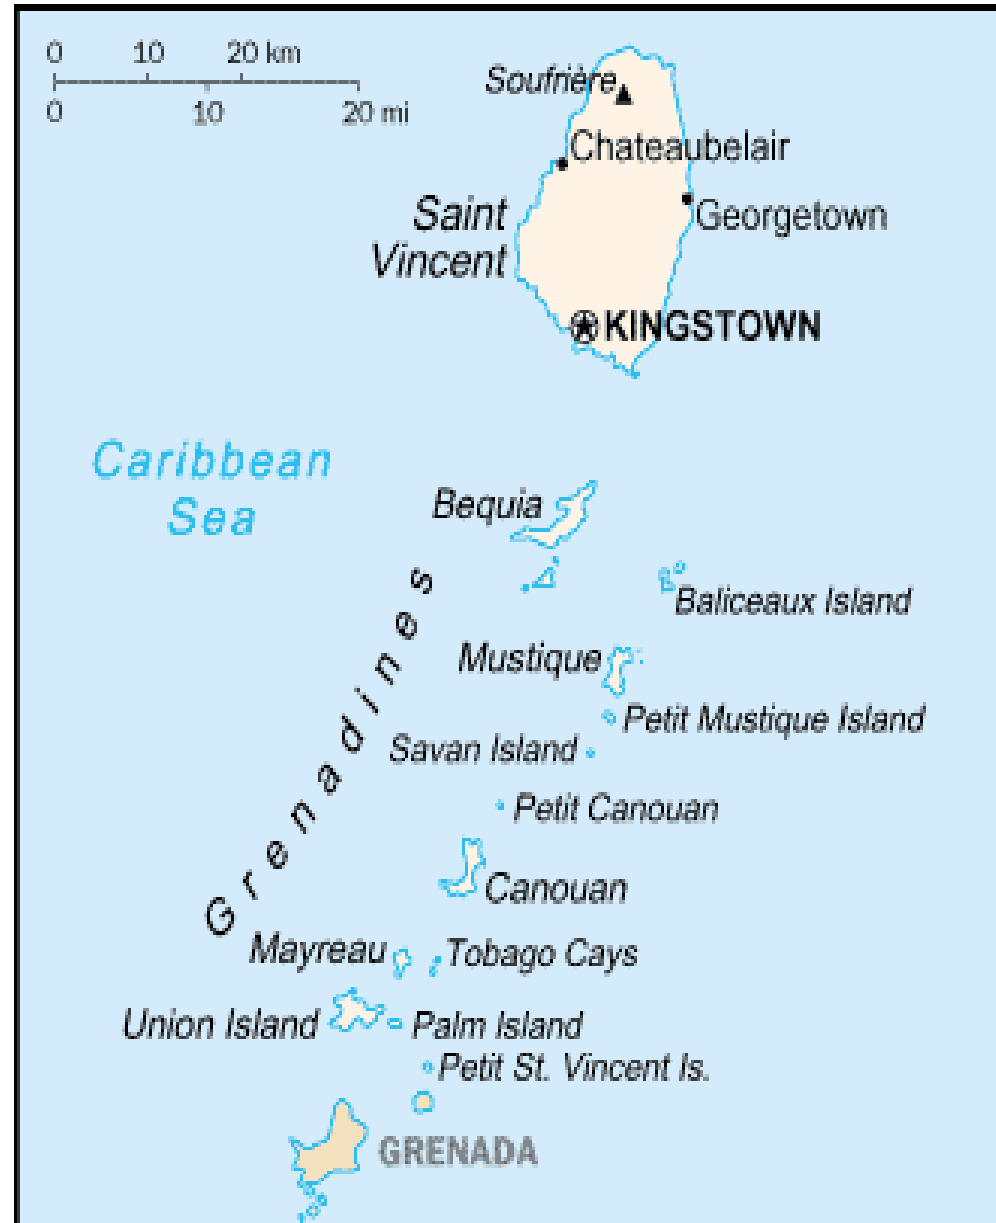 0 10 20 km
0 10 20 mi
Soufrière
Chateaubelair
Saint
Vincent
Georgetown
KINGSTOWN
Caribbean
Sea
Bequia
Grenadines
Baliceaux Island
Mustique
Petit Mustique Island
Savan Island
Petit Canouan
Canouan
Mayreau
Tobago Cays
Union Island
Palm Island
Petit St. Vincent Is.
GRENADA